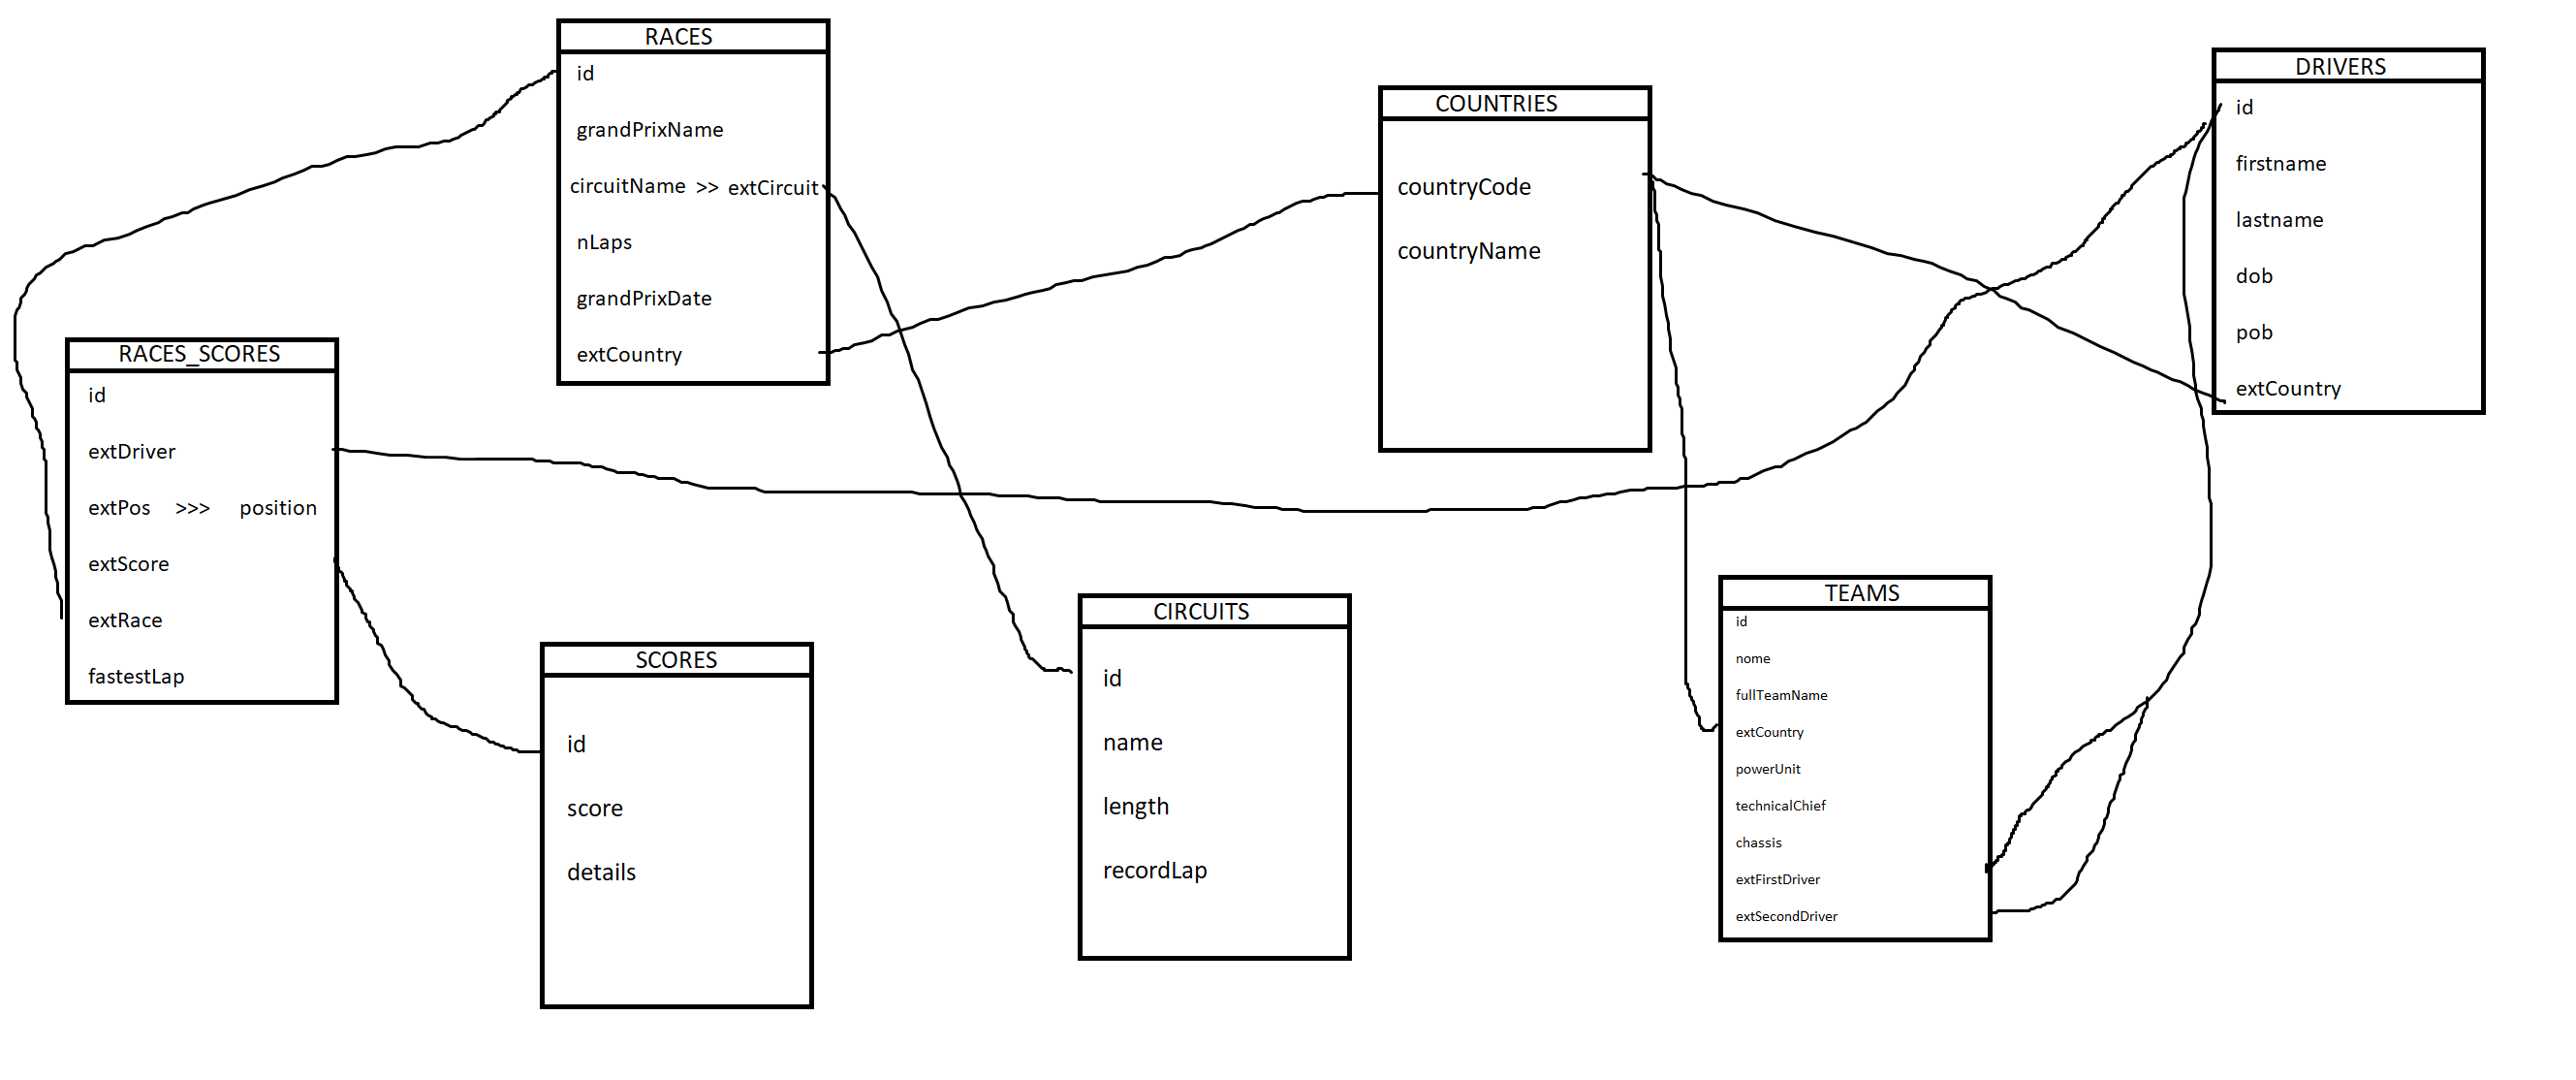 RACES
id
grandPrixName
circuitName >> extCircuit
nLaps
grandPrixDate
extCountry
COUNTRIES
countryCode
countryName
DRIVERS
id
firstname
lastname
dob
pob
extCountry
RACES_SCORES
id
extDriver
extPos >>> position
extScore
extRace
fastestLap
SCORES
id
score
details
CIRCUITS
id
name
length
recordLap
TEAMS
id
nome
fullTeamName
extCountry
powerUnit
technicalChief
chassis
extFirstDriver
extSecondDriver